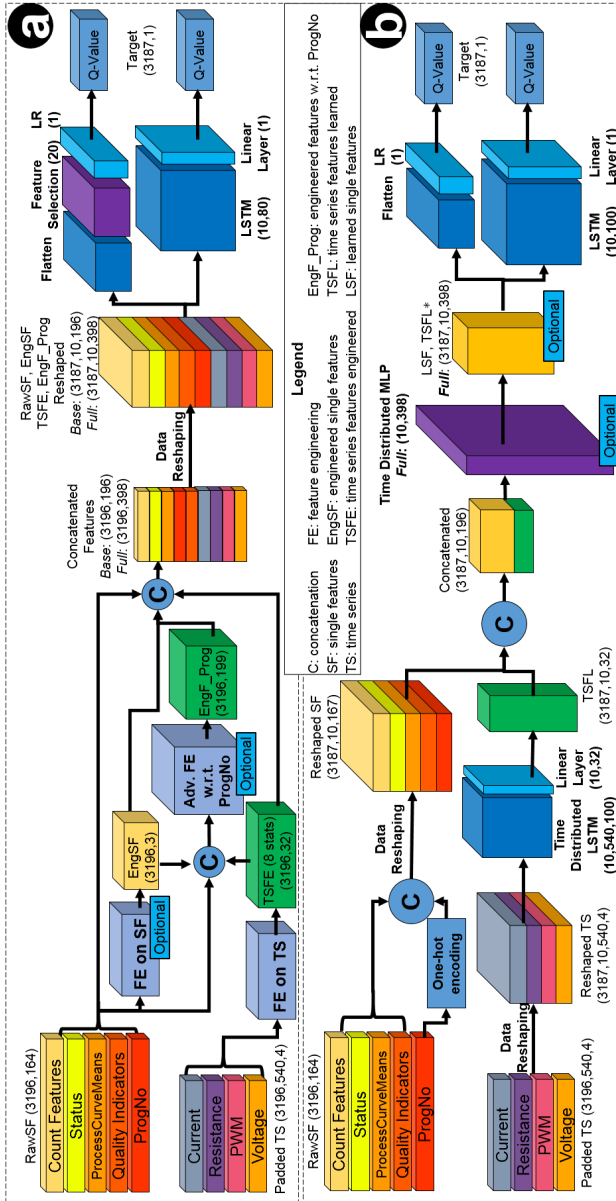 a
RawSF (3196,164)
Count Features
Status
ProcessCurveMeans
Quality Indicators
ProgNo
Current
Resistance
PWM
Voltage
Padded TS (3196,540,4)
FE on SF
Optional
FE on TS
EngSF
(3196,3)
C
TSFE (8 stats)
(3196,32)
Adv. FE
w.r.t.
ProgNo
Optional
EngF_Prog
(3196,199)
C
Concatenated
Features
Base: (3196,196)
Full: (3196,398)
Data
Reshaping
RawSF, EngSF
TSFE, EngF_Prog
Reshaped
Base: (3187,10,196)
Full: (3187,10,398)
Flatten
Feature
Selection (20)
LR
(1)
LSTM
(10,80)
Linear
Layer (1)
Q-Value
Target
(3187,1)
Q-Value
Legend
C: concatenation
SF: single features
TS: time series
FE: feature engineering
EngSF: engineered single features
TSFE: time series features engineered
EngF_Prog: engineered features w.r.t. ProgNo
TSFL: time series features learned
LSF: learned single features
b
RawSF (3196,164)
Count Features
Status
ProcessCurveMeans
Quality Indicators
ProgNo
Current
Resistance
PWM
Voltage
Padded TS (3196,540,4)
One-hot
encoding
C
Data
Reshaping
Reshaped SF
(3187,10,167)
Data
Reshaping
Reshaped TS
(3187,10,540,4)
Time
Distributed
LSTM
(10,540,100)
Linear
Layer
(10,32)
TSFL
(3187,10,32)
C
Concatenated
(3187,10,196)
Time Distributed MLP
Full: (10,398)
Optional
LSF, TSFL*
Full: (3187,10,398)
Optional
Flatten
LR
(1)
LSTM
(10,100)
Linear
Layer (1)
Q-Value
Target
(3187,1)
Q-Value